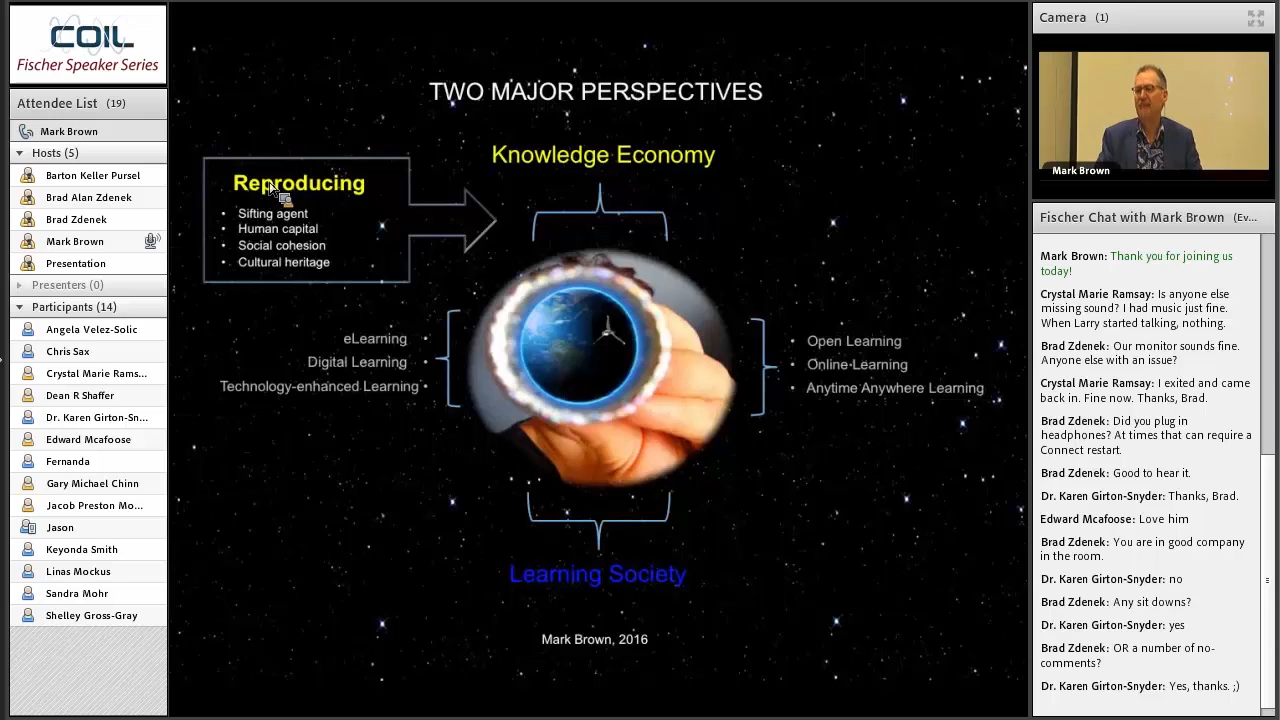 COIL
Fischer Speaker Series
Attendee List (19)
Mark Brown
Hosts (5)
Barton Keller Pursel
Brad Alan Zdenek
Brad Zdenek
Mark Brown
Presentation
Presenters (0)
Participants (14)
Angela Velez-Solic
Chris Sax
Crystal Marie Rams...
Dean R Shaffer
Dr. Karen Girton-Sn...
Edward Mcafoose
Fernanda
Gary Michael Chinn
Jacob Preston Mo...
Jason
Keyonda Smith
Linas Mockus
Sandra Mohr
Shelley Gross-Gray
TWO MAJOR PERSPECTIVES
Knowledge Economy
Reproducing
• Sifting agent
• Human capital
• Social cohesion
• Cultural heritage
eLearning •
Digital Learning •
Technology-enhanced Learning •
• Open Learning
• Online Learning
• Anytime Anywhere Learning
Learning Society
Mark Brown, 2016
Camera (1)
Mark Brown
Fischer Chat with Mark Brown (Ev...
Mark Brown: Thank you for joining us
today!
Crystal Marie Ramsay: Is anyone else
missing sound? I had music just fine.
When Larry started talking, nothing.
Brad Zdenek: Our monitor sounds fine.
Anyone else with an issue?
Crystal Marie Ramsay: I exited and came
back in. Fine now. Thanks, Brad.
Brad Zdenek: Did you plug in
headphones? At times that can require a
Connect restart.
Brad Zdenek: Good to hear it.
Dr. Karen Girton-Snyder: Thanks, Brad.
Edward Mcafoose: Love him
Brad Zdenek: You are in good company
in the room.
Dr. Karen Girton-Snyder: no
Brad Zdenek: Any sit downs?
Dr. Karen Girton-Snyder: yes
Brad Zdenek: OR a number of no-
comments?
Dr. Karen Girton-Snyder: Yes, thanks. ;)